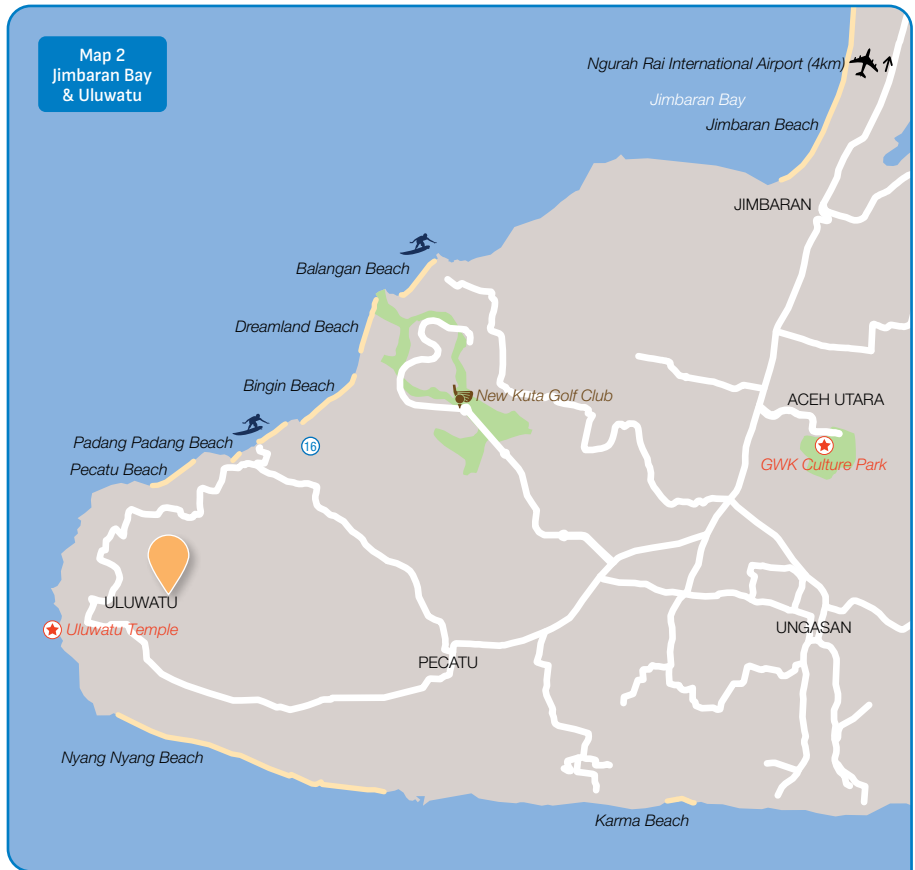 Map 2
Jimbaran Bay
& Uluwatu
Ngurah Rai International Airport (4km)
Jimbaran Bay
Jimbaran Beach
JIMBARAN
Balangan Beach
Dreamland Beach
Bingin Beach
New Kuta Golf Club
ACEH UTARA
Padang Padang Beach
16
Pecatu Beach
GWK Culture Park
ULUWATU
Uluwatu Temple
UNGASAN
PECATU
Nyang Nyang Beach
Karma Beach